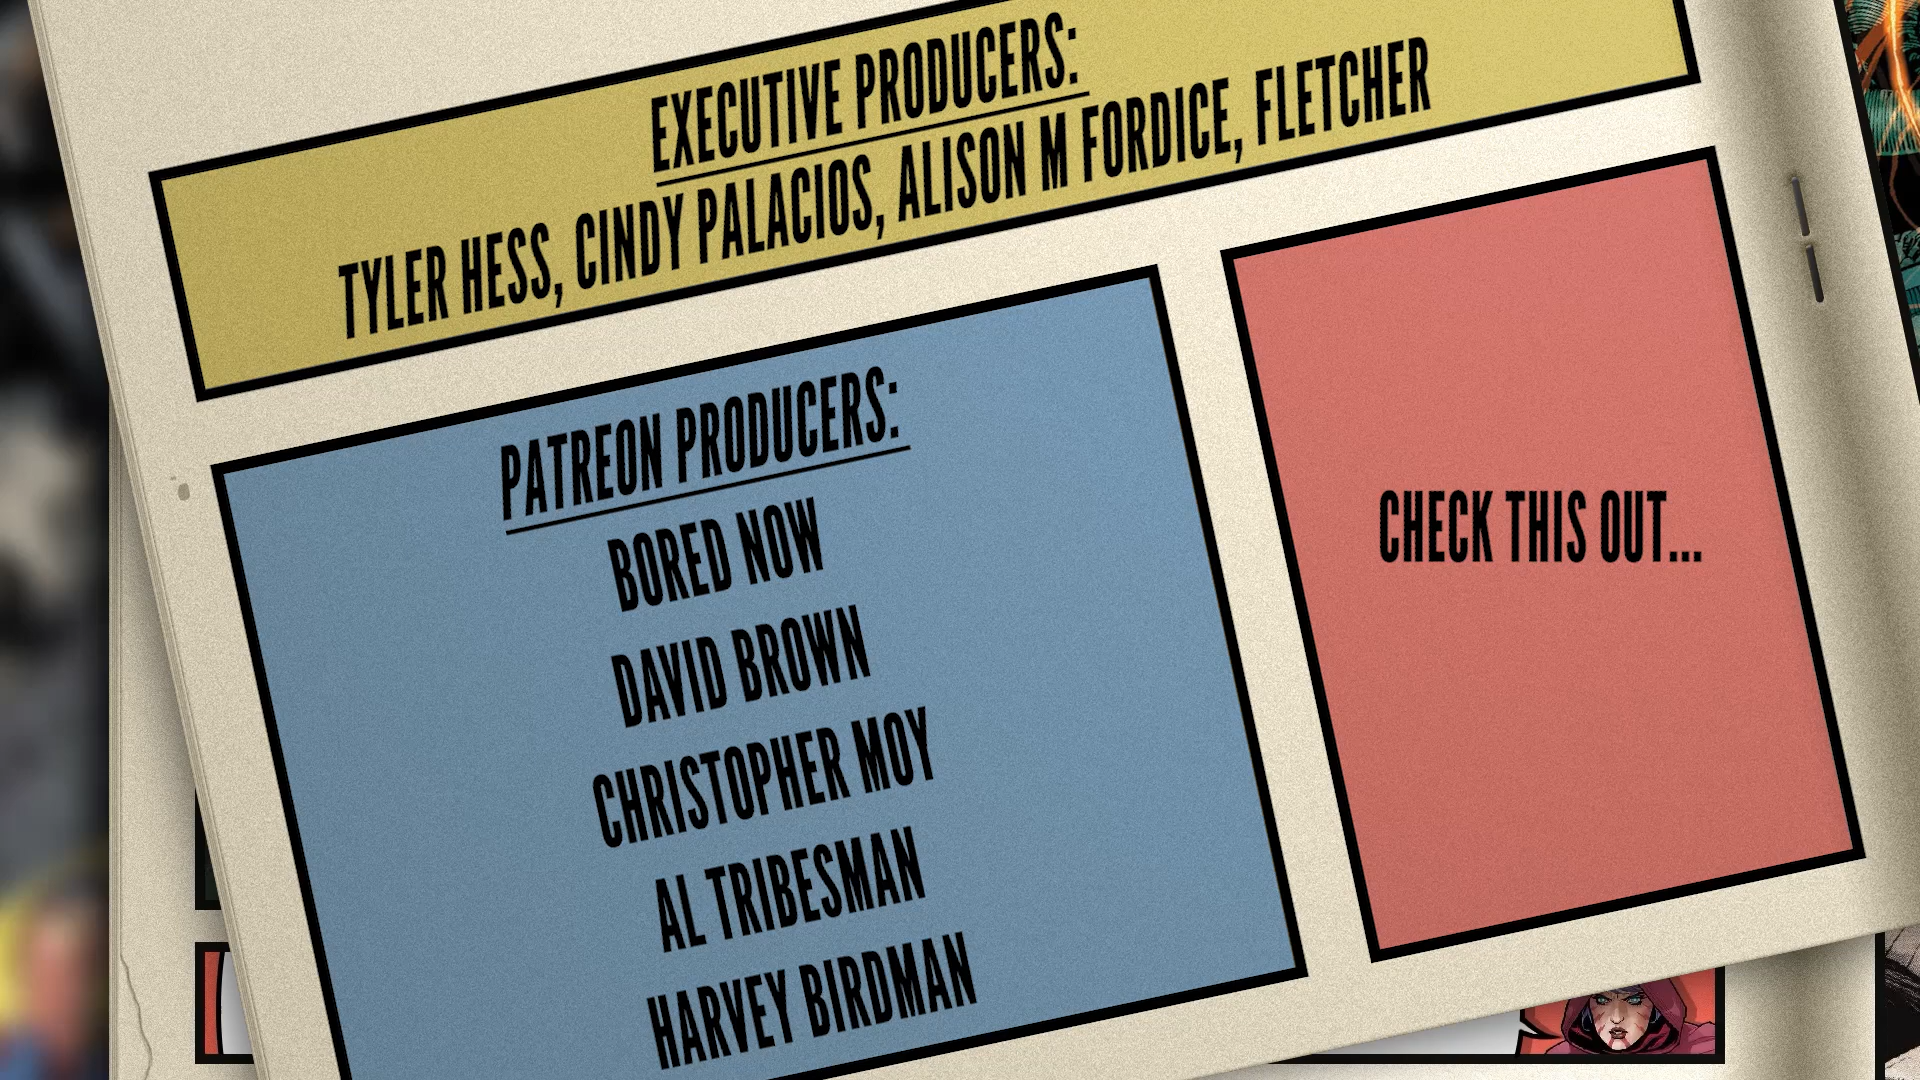 EXECUTIVE PRODUCERS:
TYLER HESS, CINDY PALACIOS, ALISON M FORDICE, FLETCHER
PATREON PRODUCERS:
BORED NOW
DAVID BROWN
CHRISTOPHER MOY
AL TRIBESMAN
HARVEY BIRDMAN
CHECK THIS OUT...